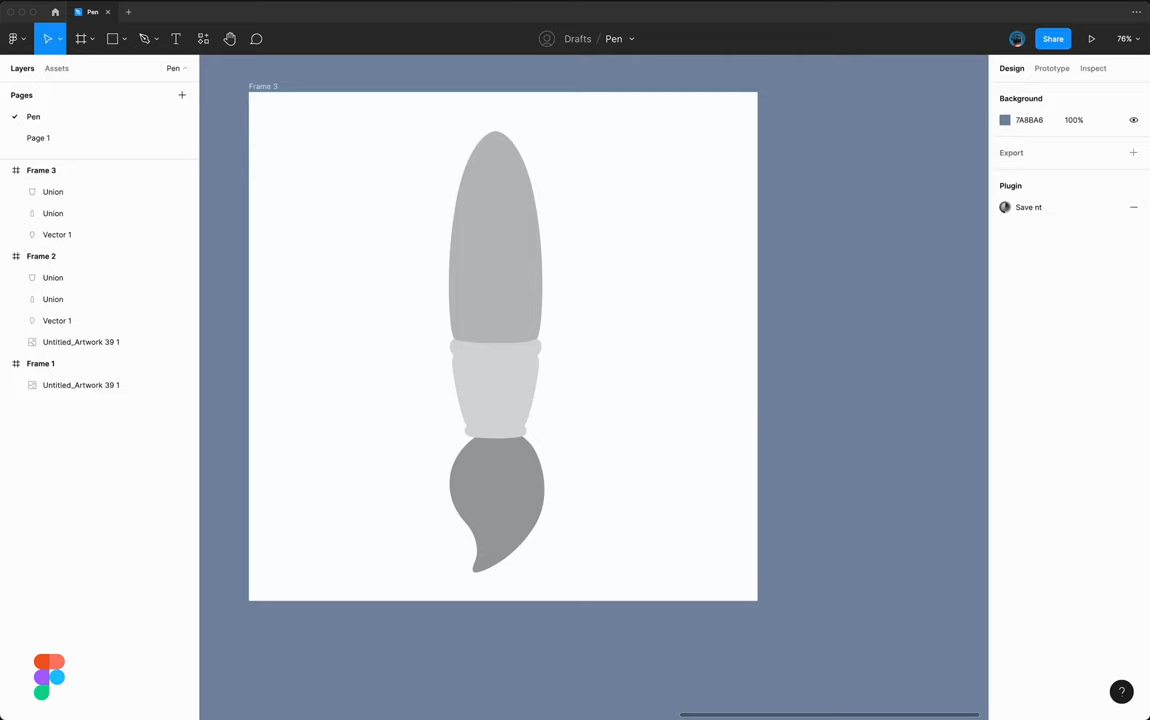 Pen
Drafts / Pen
Share
76%
Layers
Assets
Pen
Pages
Pen
Page 1
Frame 3
Union
Union
Vector 1
Frame 2
Union
Union
Vector 1
Untitled_Artwork 39 1
Frame 1
Untitled_Artwork 39 1
Frame 3
Design
Prototype
Inspect
Background
7A8BA6
100%
Export
Plugin
Save nt
?